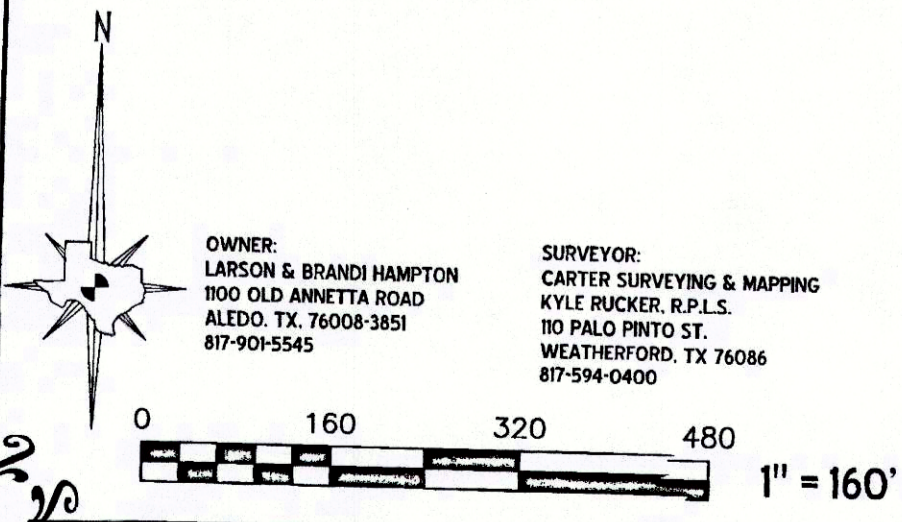 N
OWNER:
LARSON & BRANDI HAMPTON
1100 OLD ANNETTA ROAD
ALEDO, TX, 76008-3851
817-901-5545
SURVEYOR:
CARTER SURVEYING & MAPPING
KYLE RUCKER, R.P.L.S.
110 PALO PINTO ST.
WEATHERFORD, TX 76086
817-594-0400
0 160 320 480
1" = 160'